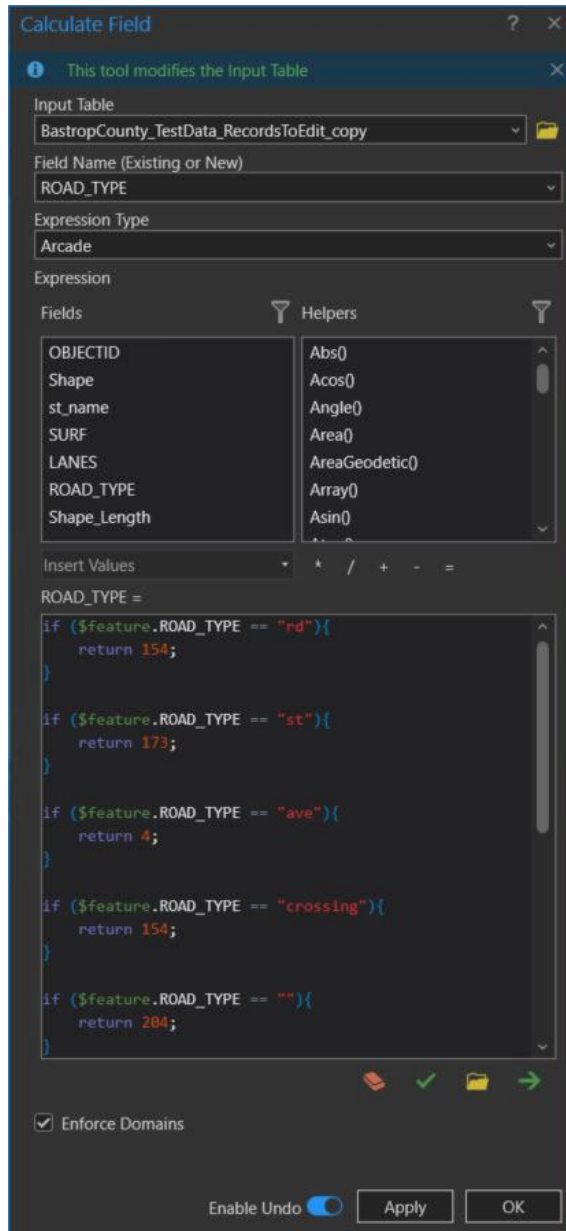 Calculate Field ? ×
This tool modifies the Input Table ×
Input Table
BastropCounty_TestData_RecordsToEdit_copy
Field Name (Existing or New)
ROAD_TYPE
Expression Type
Arcade
Expression
Fields
Helpers
OBJECTID
Shape
st_name
SURF
LANES
ROAD_TYPE
Shape_Length
Abs()
Acos()
Angle()
Area()
AreaGeodetic()
Array()
Asin()
Insert Values * / + - =
ROAD_TYPE =
if ($feature.ROAD_TYPE == "rd"){
return 154;
}
if ($feature.ROAD_TYPE == "st"){
return 173;
}
if ($feature.ROAD_TYPE == "ave"){
return 4;
}
if ($feature.ROAD_TYPE == "crossing"){
return 154;
}
if ($feature.ROAD_TYPE == ""){
return 204;
}
Enforce Domains
Enable Undo
Apply
OK